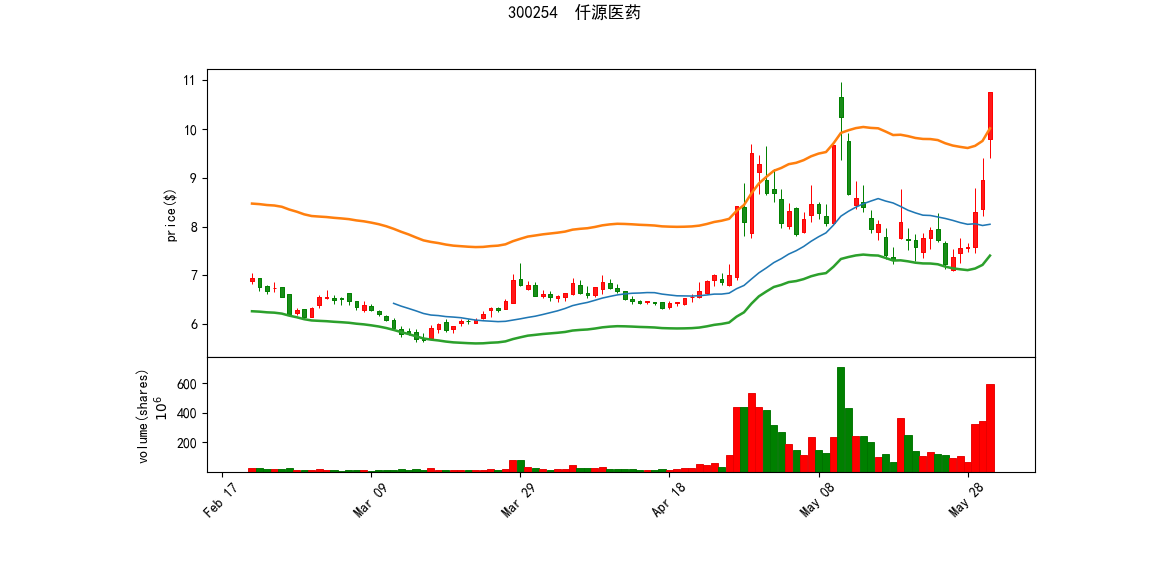 300254 仟源医药
11
10
9
8
7
6
price($)
600
400
200
volume(shares)
10^6
Feb 17
Mar 09
Mar 29
Apr 18
May 08
May 28